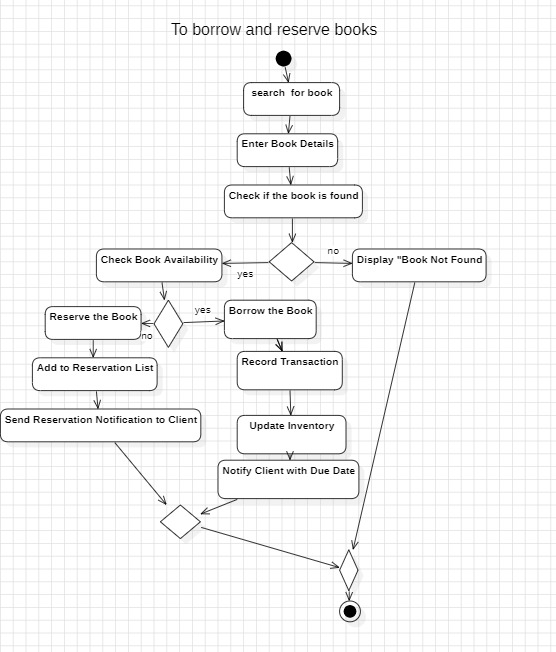 To borrow and reserve books
search for book
Enter Book Details
Check if the book is found
no
Check Book Availability
Display "Book Not Found
yes
yes
Reserve the Book
Borrow the Book
no
Add to Reservation List
Record Transaction
Send Reservation Notification to Client
Update Inventory
Notify Client with Due Date